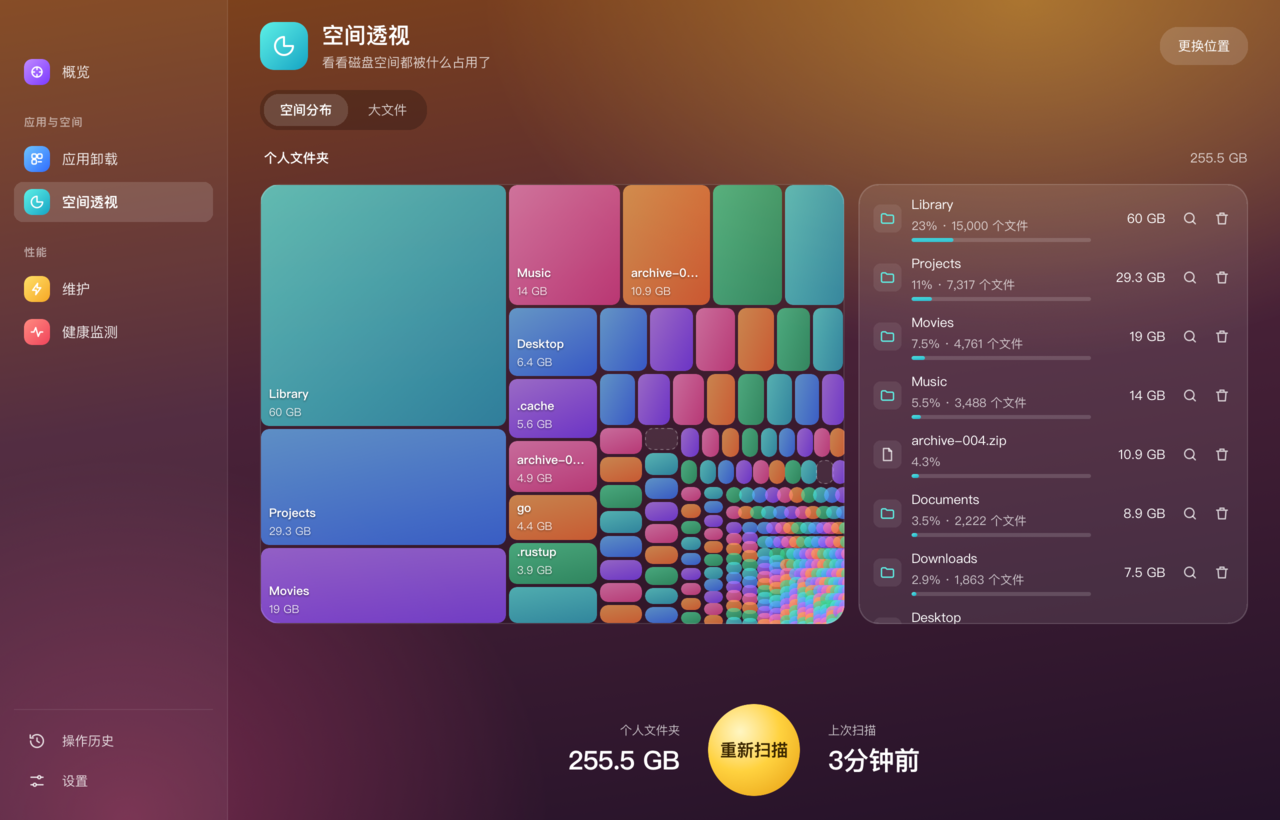 概览
应用与空间
应用卸载
空间透视
性能
维护
健康监测
操作历史
设置
空间透视
看看磁盘空间都被什么占用了
更换位置
空间分布
大文件
个人文件夹
255.5 GB
Library
60 GB
Projects
29.3 GB
Movies
19 GB
Music
14 GB
archive-0...
10.9 GB
Desktop
6.4 GB
.cache
5.6 GB
archive-0...
4.9 GB
go
4.4 GB
.rustup
3.9 GB
Library
23% · 15,000 个文件
60 GB
Projects
11% · 7,317 个文件
29.3 GB
Movies
7.5% · 4,761 个文件
19 GB
Music
5.5% · 3,488 个文件
14 GB
archive-004.zip
4.3%
10.9 GB
Documents
3.5% · 2,222 个文件
8.9 GB
Downloads
2.9% · 1,863 个文件
7.5 GB
Desktop
个人文件夹
255.5 GB
重新扫描
上次扫描
3分钟前